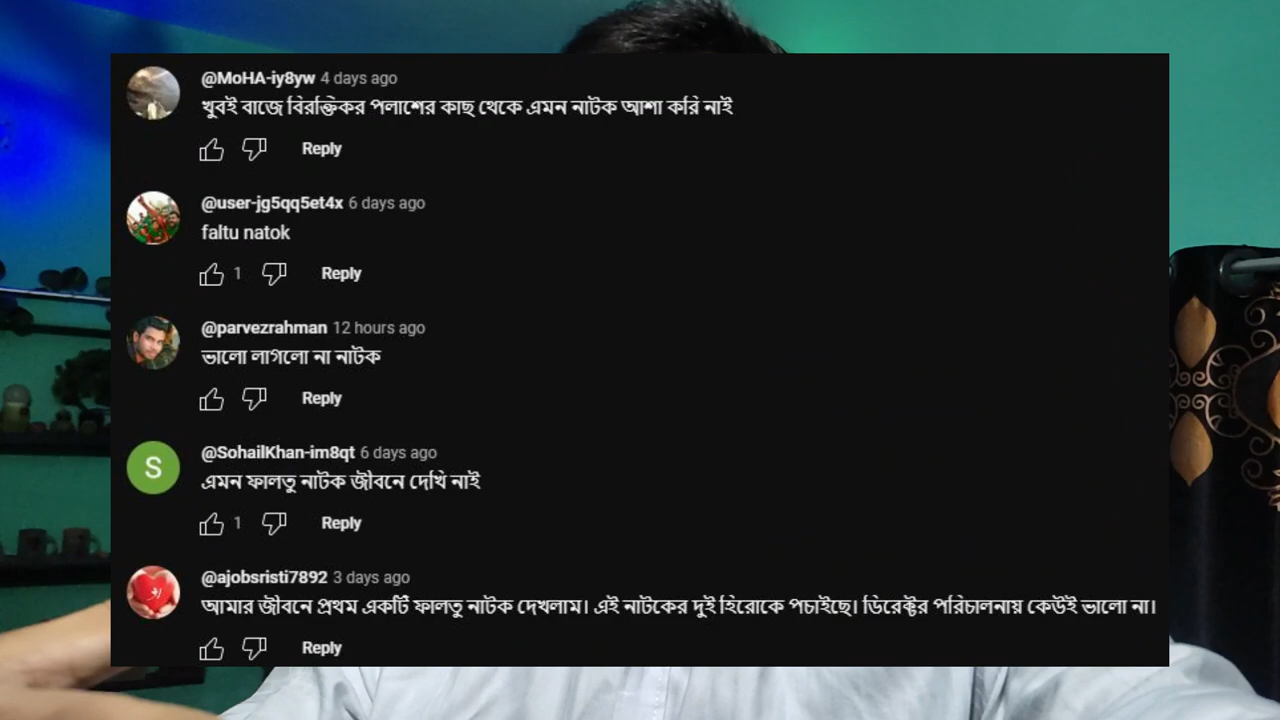 @MoHA-iy8yw 4 days ago
খুবই বাজে বিরক্তিকর পলাশের কাছ থেকে এমন নাটক আশা করি নাই
Reply
@user-jg5qq5et4x 6 days ago
faltu natok
1 Reply
@parvezrahman 12 hours ago
ভালো লাগলো না নাটক
Reply
S @SohailKhan-im8qt 6 days ago
এমন ফালতু নাটক জীবনে দেখি নাই
1 Reply
@ajobsristi7892 3 days ago
আমার জীবনে প্রথম একটি ফালতু নাটক দেখলাম। এই নাটকের দুই হিরোকে পচাইছে। ডিরেক্টর পরিচালনায় কেউই ভালো না।
Reply